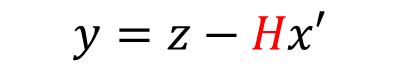 y = z − Hx′